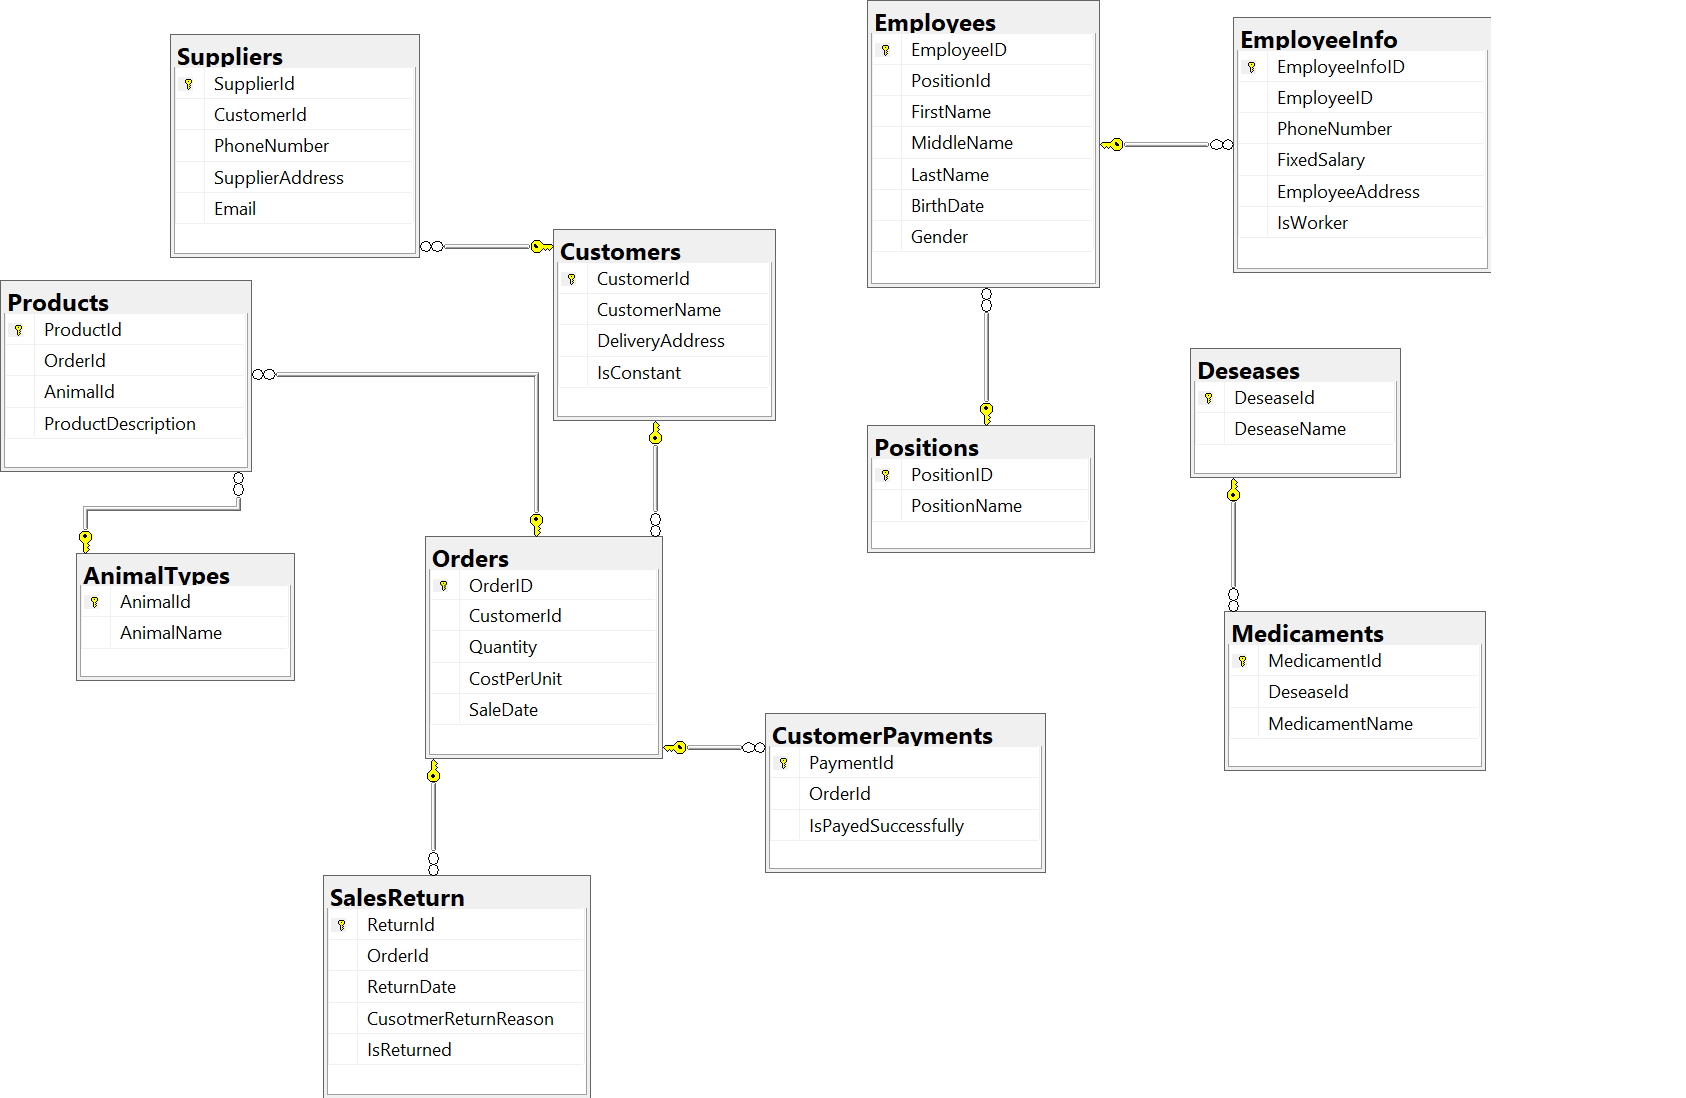 Suppliers
SupplierId
CustomerId
PhoneNumber
SupplierAddress
Email
Employees
EmployeeID
PositionId
FirstName
MiddleName
LastName
BirthDate
Gender
EmployeeInfo
EmployeeInfoID
EmployeeID
PhoneNumber
FixedSalary
EmployeeAddress
IsWorker
Customers
CustomerId
CustomerName
DeliveryAddress
IsConstant
Products
ProductId
OrderId
AnimalId
ProductDescription
Deseases
DeseaseId
DeseaseName
Positions
PositionID
PositionName
AnimalTypes
AnimalId
AnimalName
Orders
OrderID
CustomerId
Quantity
CostPerUnit
SaleDate
Medicaments
MedicamentId
DeseaseId
MedicamentName
CustomerPayments
PaymentId
OrderId
IsPayedSuccessfully
SalesReturn
ReturnId
OrderId
ReturnDate
CusotmerReturnReason
IsReturned